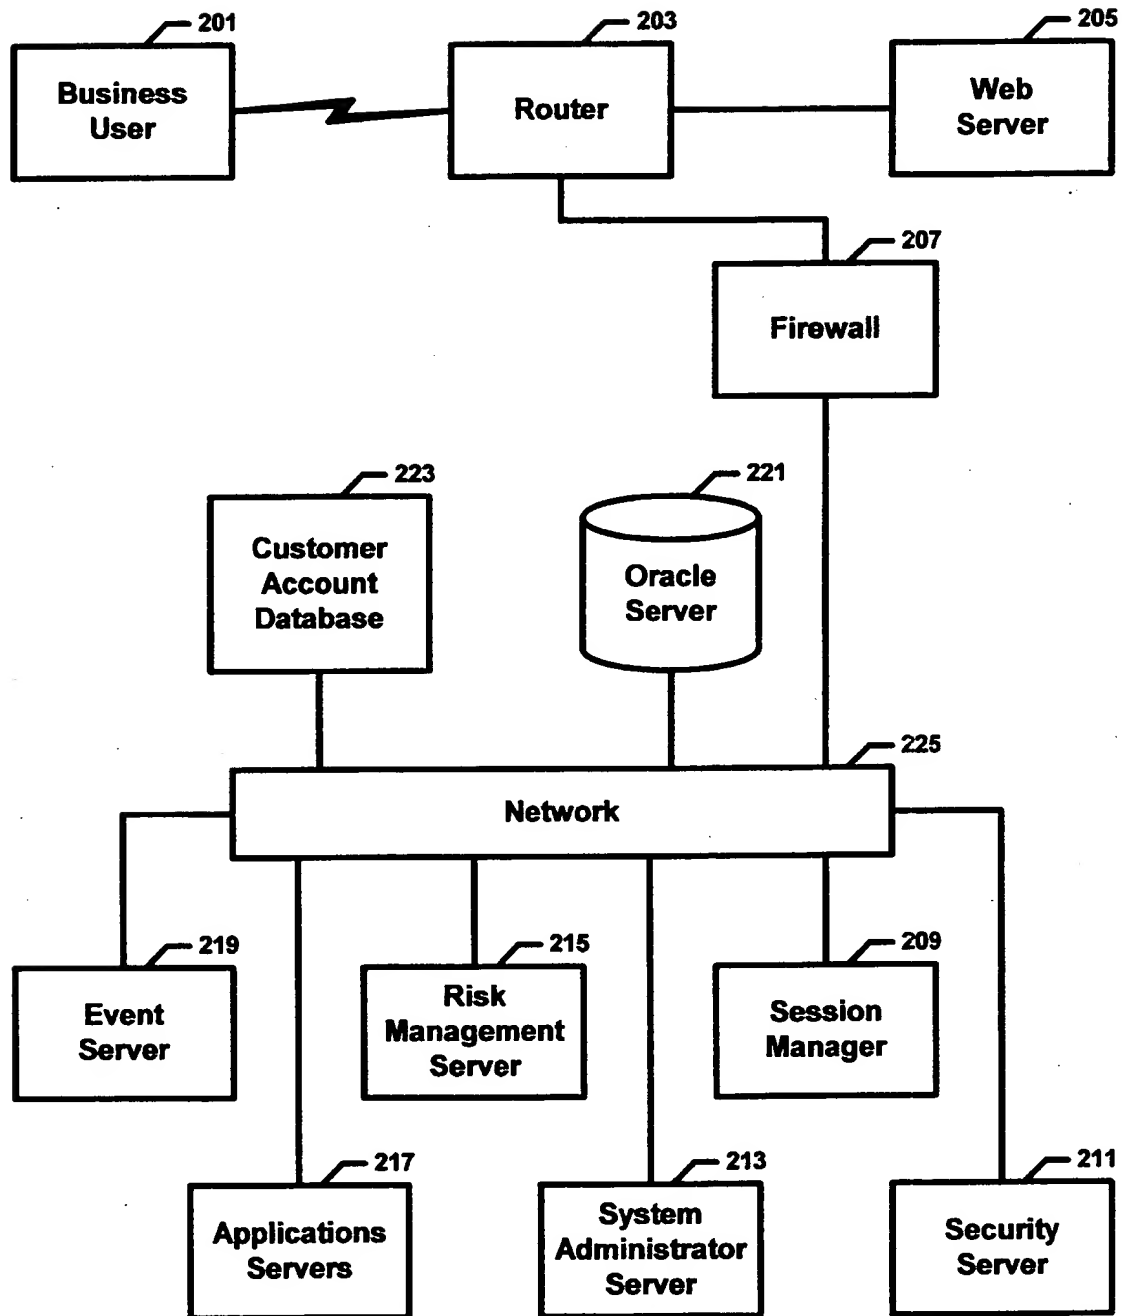 201
Business
User
203
Router
205
Web
Server
207
Firewall
223
Customer
Account
Database
221
Oracle
Server
225
Network
219
Event
Server
215
Risk
Management
Server
209
Session
Manager
217
Applications
Servers
213
System
Administrator
Server
211
Security
Server